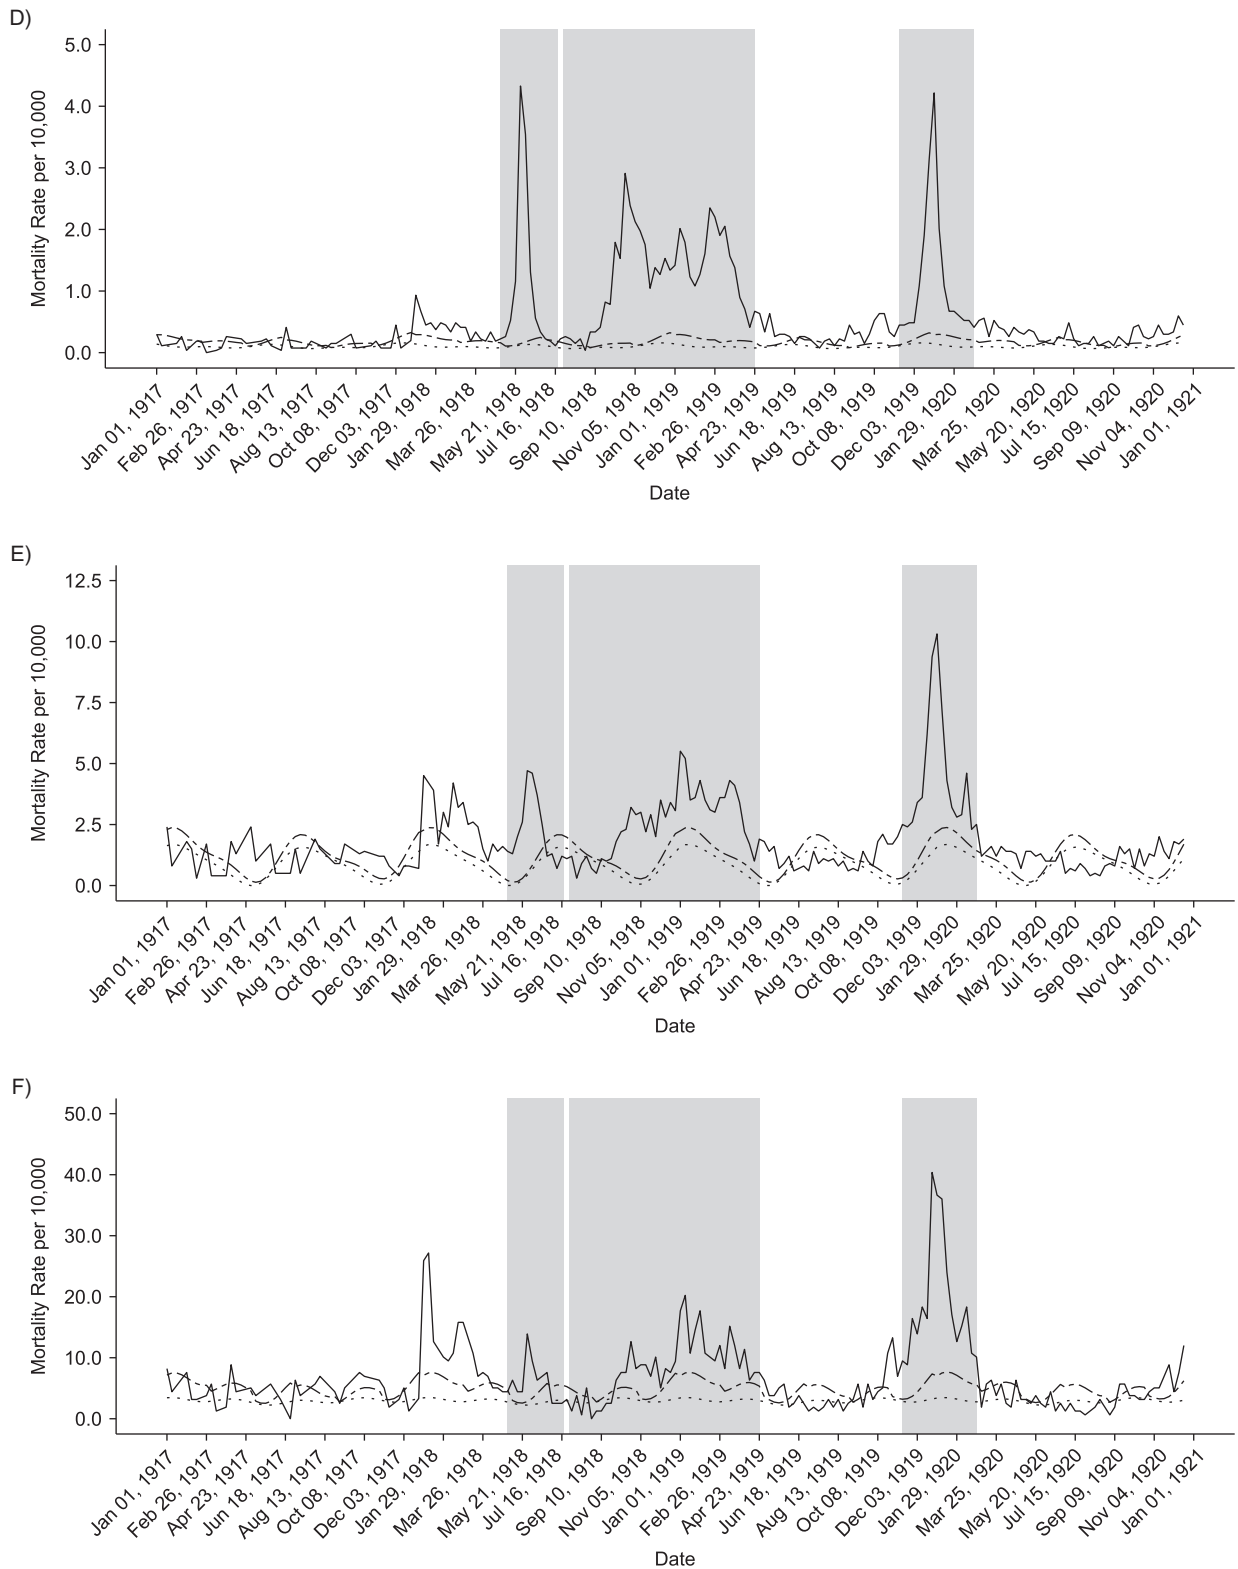 D)
5.0
4.0
3.0
2.0
1.0
0.0
Mortality Rate per 10,000
Jan 01, 1917
Feb 26, 1917
Apr 23, 1917
Jun 18, 1917
Aug 13, 1917
Oct 08, 1917
Dec 03, 1917
Jan 29, 1918
Mar 26, 1918
May 21, 1918
Jul 16, 1918
Sep 10, 1918
Nov 05, 1918
Jan 01, 1919
Feb 26, 1919
Apr 23, 1919
Jun 18, 1919
Aug 13, 1919
Oct 08, 1919
Dec 03, 1919
Jan 29, 1920
Mar 25, 1920
May 20, 1920
Jul 15, 1920
Sep 09, 1920
Nov 04, 1920
Jan 01, 1921
Date
E)
12.5
10.0
7.5
5.0
2.5
0.0
Mortality Rate per 10,000
Jan 01, 1917
Feb 26, 1917
Apr 23, 1917
Jun 18, 1917
Aug 13, 1917
Oct 08, 1917
Dec 03, 1917
Jan 29, 1918
Mar 26, 1918
May 21, 1918
Jul 16, 1918
Sep 10, 1918
Nov 05, 1918
Jan 01, 1919
Feb 26, 1919
Apr 23, 1919
Jun 18, 1919
Aug 13, 1919
Oct 08, 1919
Dec 03, 1919
Jan 29, 1920
Mar 25, 1920
May 20, 1920
Jul 15, 1920
Sep 09, 1920
Nov 04, 1920
Jan 01, 1921
Date
F)
50.0
40.0
30.0
20.0
10.0
0.0
Mortality Rate per 10,000
Jan 01, 1917
Feb 26, 1917
Apr 23, 1917
Jun 18, 1917
Aug 13, 1917
Oct 08, 1917
Dec 03, 1917
Jan 29, 1918
Mar 26, 1918
May 21, 1918
Jul 16, 1918
Sep 10, 1918
Nov 05, 1918
Jan 01, 1919
Feb 26, 1919
Apr 23, 1919
Jun 18, 1919
Aug 13, 1919
Oct 08, 1919
Dec 03, 1919
Jan 29, 1920
Mar 25, 1920
May 20, 1920
Jul 15, 1920
Sep 09, 1920
Nov 04, 1920
Jan 01, 1921
Date